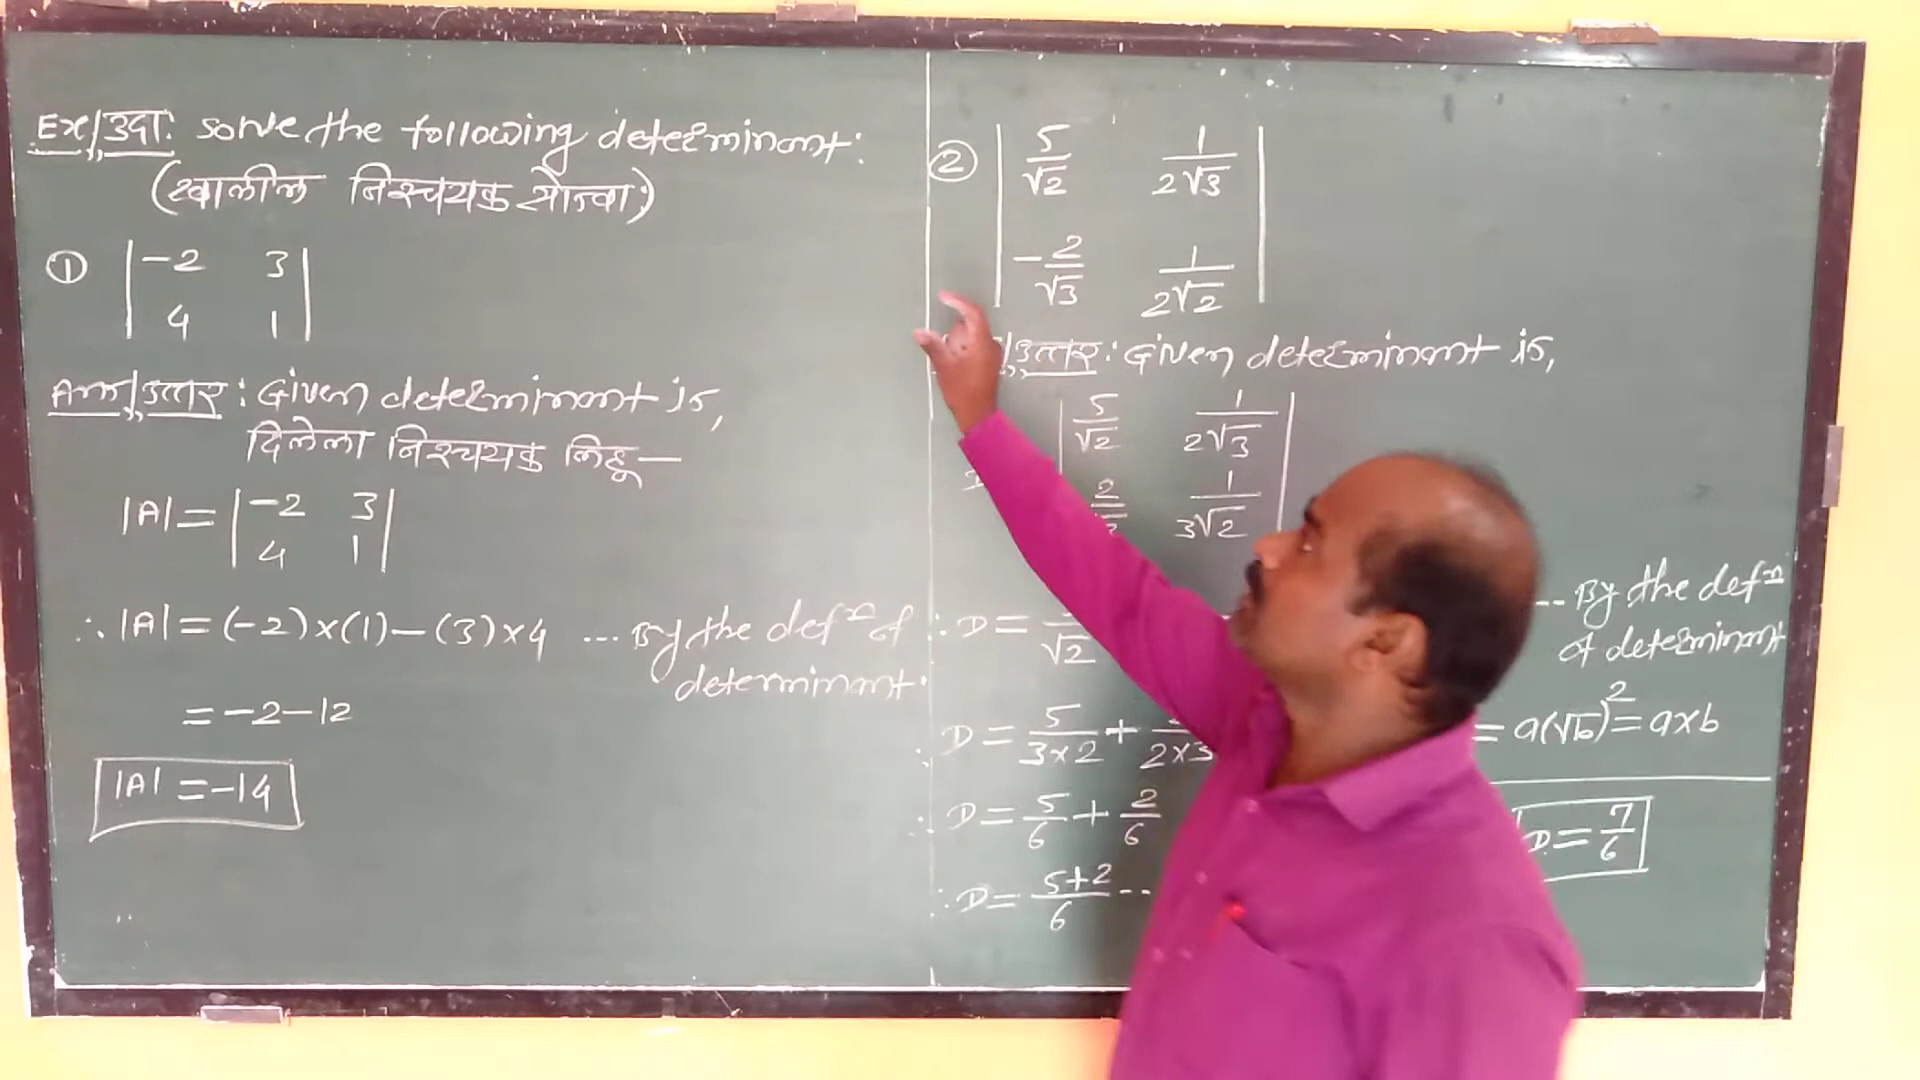 Ex/उदा: solve the following determinant:
(खालील निश्चयक सोडवा:)
① | -2 3 |
| 4 1 |
Ans/उत्तर: Given determinant is,
दिलेला निश्चयक लिहू—
|A| = | -2 3 |
| 4 1 |
∴ |A| = (-2)×(1) - (3)×4 ... By the defⁿ of
determinant.
= -2-12
|A| = -14
② | 5/√2 1/2√3 |
| -2/√3 1/2√2 |
/उत्तर: Given determinant is,
| 5/√2 1/2√3 |
2 1/3√2 |
∴ D = √2 -- By the defⁿ
of determinant
∴ D = 5/3×2 + /2×3 = a(√b)² = a×b
∴ D = 5/6 + 2/6
∴ D = 5+2/6 --
D = 7/6